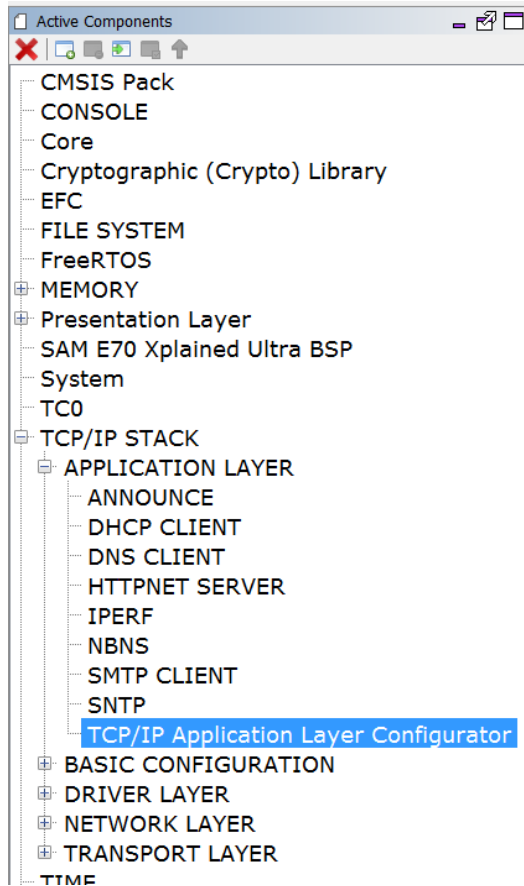 Active Components
CMSIS Pack
CONSOLE
Core
Cryptographic (Crypto) Library
EFC
FILE SYSTEM
FreeRTOS
MEMORY
Presentation Layer
SAM E70 Xplained Ultra BSP
System
TC0
TCP/IP STACK
APPLICATION LAYER
ANNOUNCE
DHCP CLIENT
DNS CLIENT
HTTPNET SERVER
IPERF
NBNS
SMTP CLIENT
SNTP
TCP/IP Application Layer Configurator
BASIC CONFIGURATION
DRIVER LAYER
NETWORK LAYER
TRANSPORT LAYER
TIME